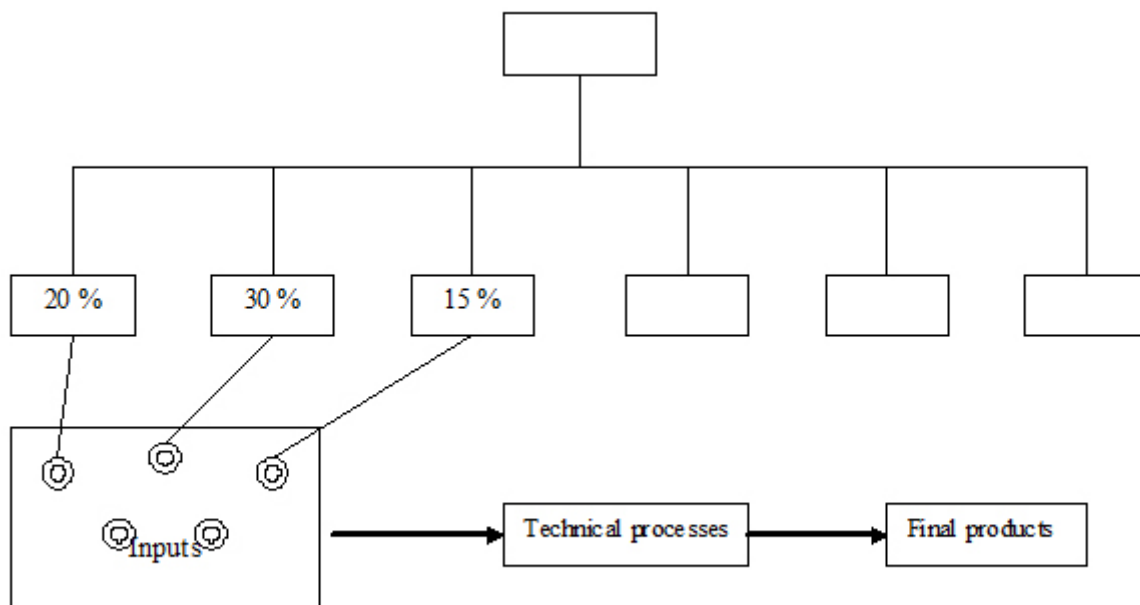 20 %
30 %
15 %
Inputs
Technical processes
Final products